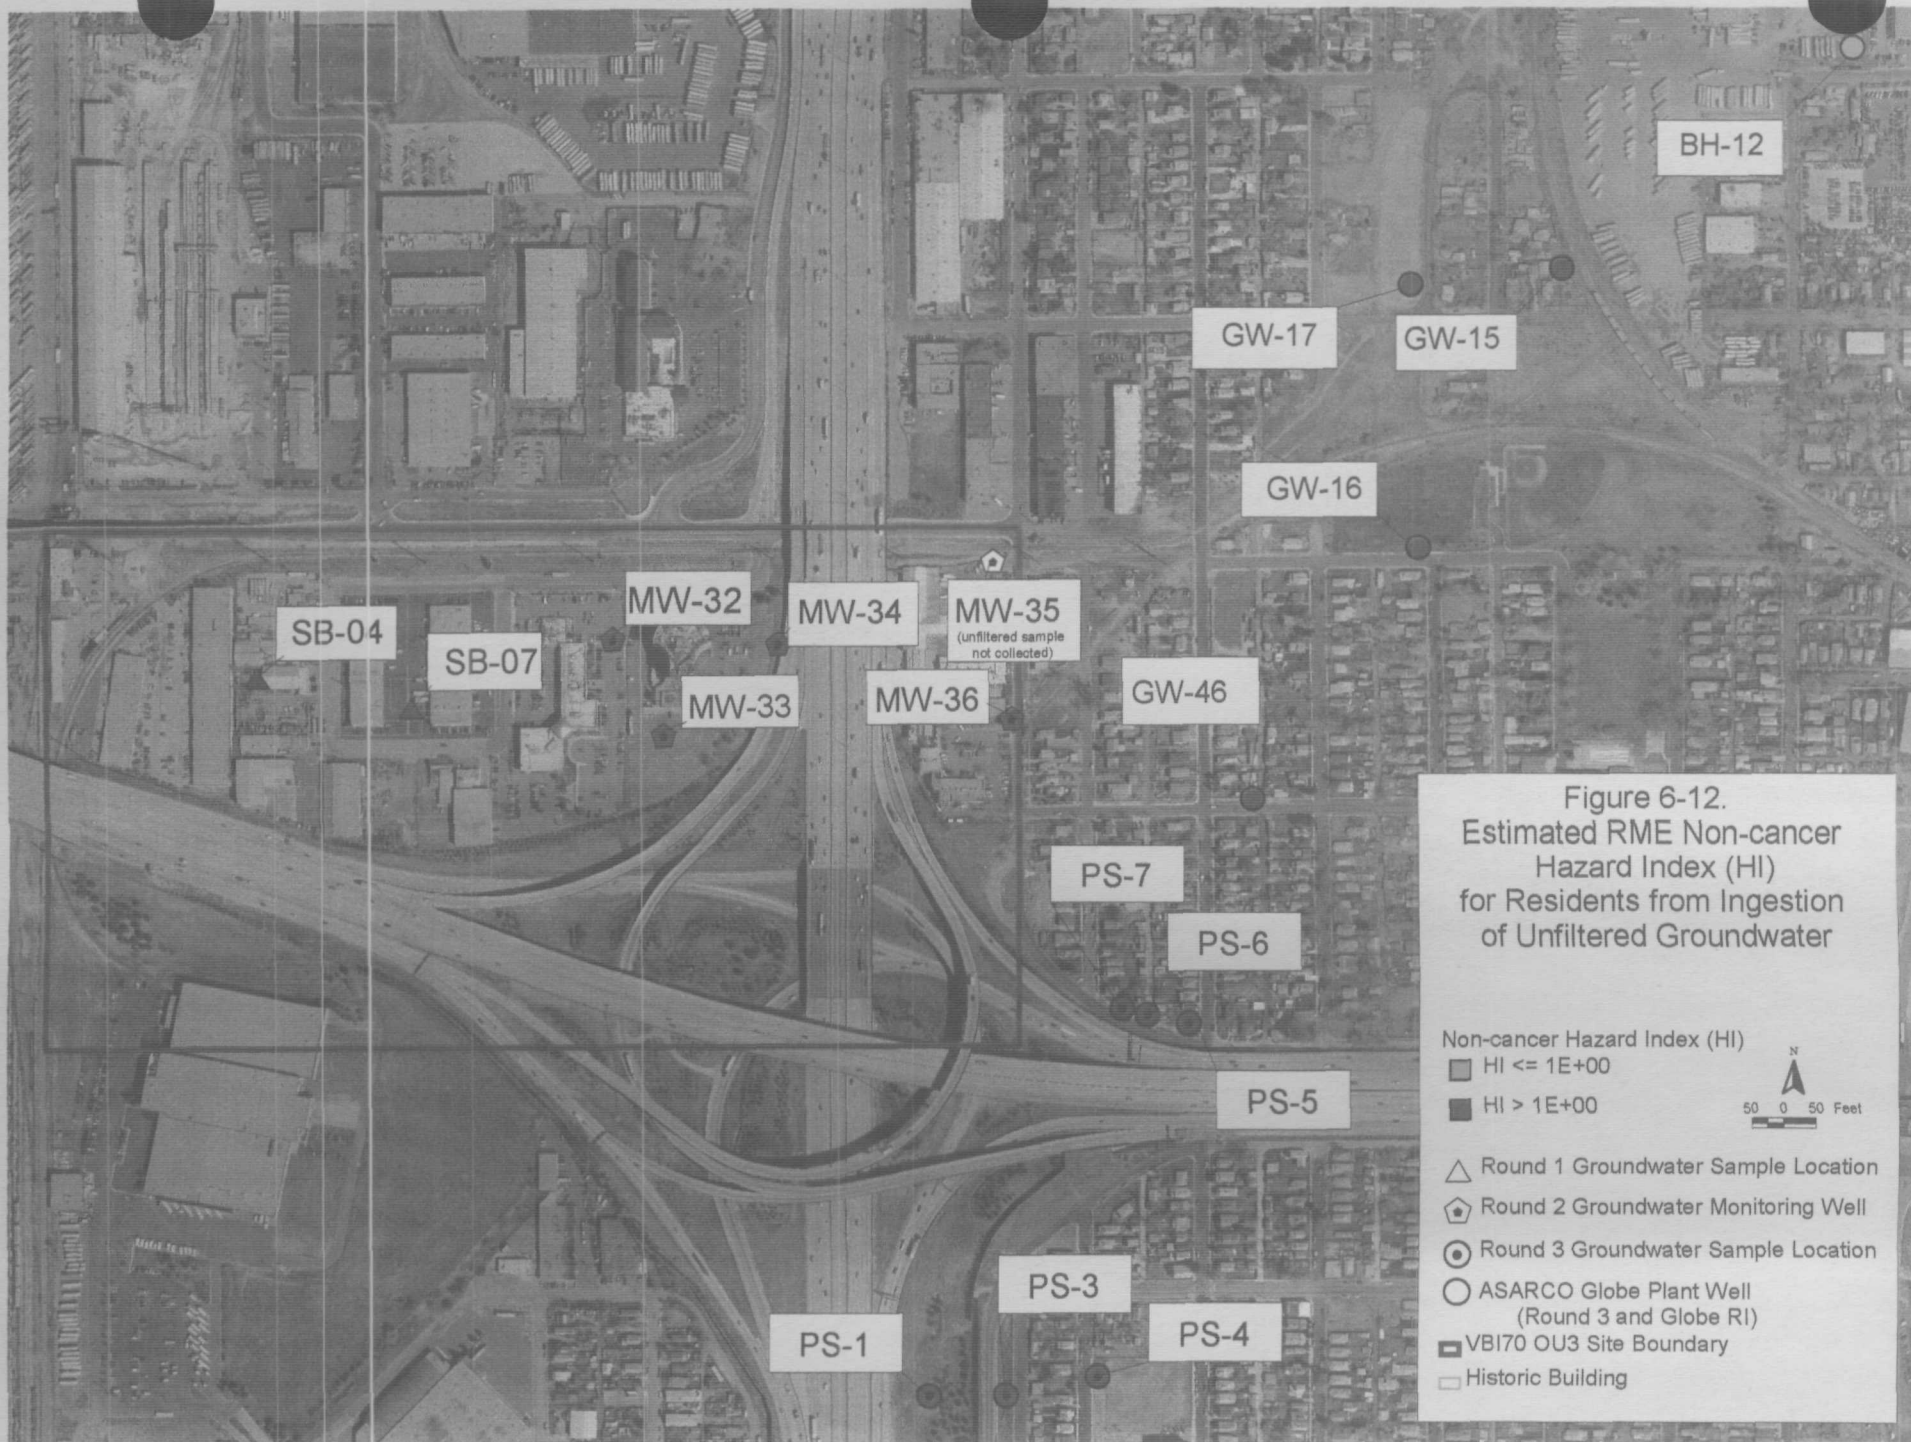 BH-12
GW-17
GW-15
GW-16
SB-04
SB-07
MW-32
MW-34
MW-35
(unfiltered sample
not collected)
MW-33
MW-36
GW-46
PS-7
PS-6
PS-5
PS-3
PS-4
PS-1
Figure 6-12.
Estimated RME Non-cancer
Hazard Index (HI)
for Residents from Ingestion
of Unfiltered Groundwater
Non-cancer Hazard Index (HI)
HI <= 1E+00
HI > 1E+00
N
50 0 50 Feet
Round 1 Groundwater Sample Location
Round 2 Groundwater Monitoring Well
Round 3 Groundwater Sample Location
ASARCO Globe Plant Well
(Round 3 and Globe RI)
VBI70 OU3 Site Boundary
Historic Building